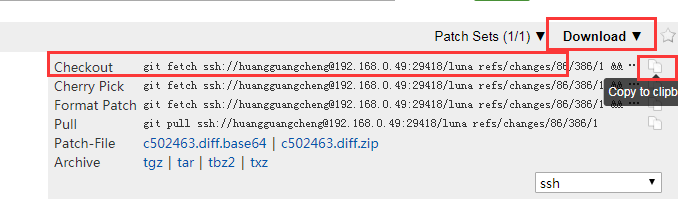 Patch Sets (1/1) ▼ Download ▼
Checkout git fetch ssh://huangguangcheng@192.168.0.49:29418/luna refs/changes/86/386/1 && ··
Cherry Pick git fetch ssh://huangguangcheng@192.168.0.49:29418/luna refs/changes/86/386/1
Copy to clipb
Format Patch git fetch ssh://huangguangcheng@192.168.0.49:29418/luna refs/changes/86/386/1
Pull git pull ssh://huangguangcheng@192.168.0.49:29418/luna refs/changes/86/386/1
Patch-File c502463.diff.base64 | c502463.diff.zip
Archive tgz | tar | tbz2 | txz
ssh ▼